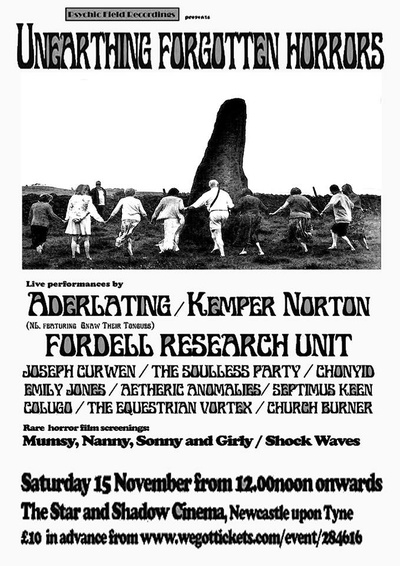 Psychic Field Recordings presents
Unearthing Forgotten Horrors
Live performances by
Aderlating / Kemper Norton
(NL, featuring Gnaw Their Tongues)
Fordell Research Unit
Joseph Curwen / The Soulless Party / Chonyid
Emily Jones / Aetheric Anomalies / Septimus Keen
Colugo / The Equestrian Vortex / Church Burner
Rare horror film screenings:
Mumsy, Nanny, Sonny and Girly / Shock Waves
Saturday 15 November from 12.00noon onwards
The Star and Shadow Cinema, Newcastle upon Tyne
£10 in advance from www.wegottickets.com/event/284616